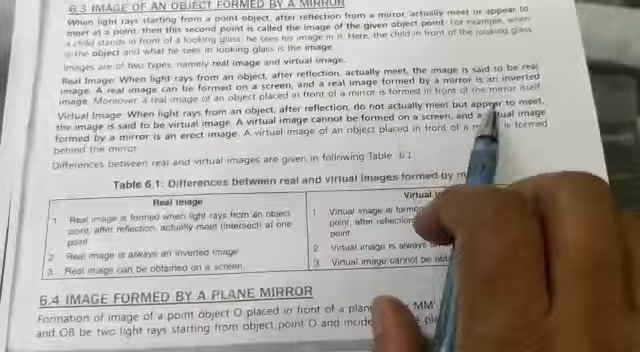 6.3 IMAGE OF AN OBJECT FORMED BY A MIRROR
When light rays starting from a point object, after reflection from a mirror, actually meet or appear to
meet at a point, then this second point is called the image of the given object point. For example, when
a child stands in front of a looking glass, he sees his image in it. Here, the child in front of the looking glass
is the object and what he sees in looking glass is the image.
Images are of two types, namely real image and virtual image.
Real Image: When light rays from an object, after reflection, actually meet, the image is said to be real
image. A real image can be formed on a screen, and a real image formed by a mirror is an inverted
image. Moreover, a real image of an object placed in front of a mirror is formed in front of the mirror itself.
Virtual Image: When light rays from an object, after reflection, do not actually meet but appear to meet,
the image is said to be virtual image. A virtual image cannot be formed on a screen, and a image
formed by a mirror is an erect image. A virtual image of an object placed in front of a is formed
behind the mirror.
Differences between real and virtual images are given in following Table 6.1
Table 6.1: Differences between real and virtual images formed by
Real Image Virtual
1 Real image is formed when light rays from an object 1 Virtual image is
point, after reflection, actually meet (intersect) at one point, after reflection
point. point.
2 Real image is always an inverted image. 2 Virtual image is always
3. Real image can be obtained on a screen. 3 Virtual image cannot be
6.4 IMAGE FORMED BY A PLANE MIRROR
Formation of image of a point object O placed in front of a plane MM'
and OB be two light rays starting from object point O and